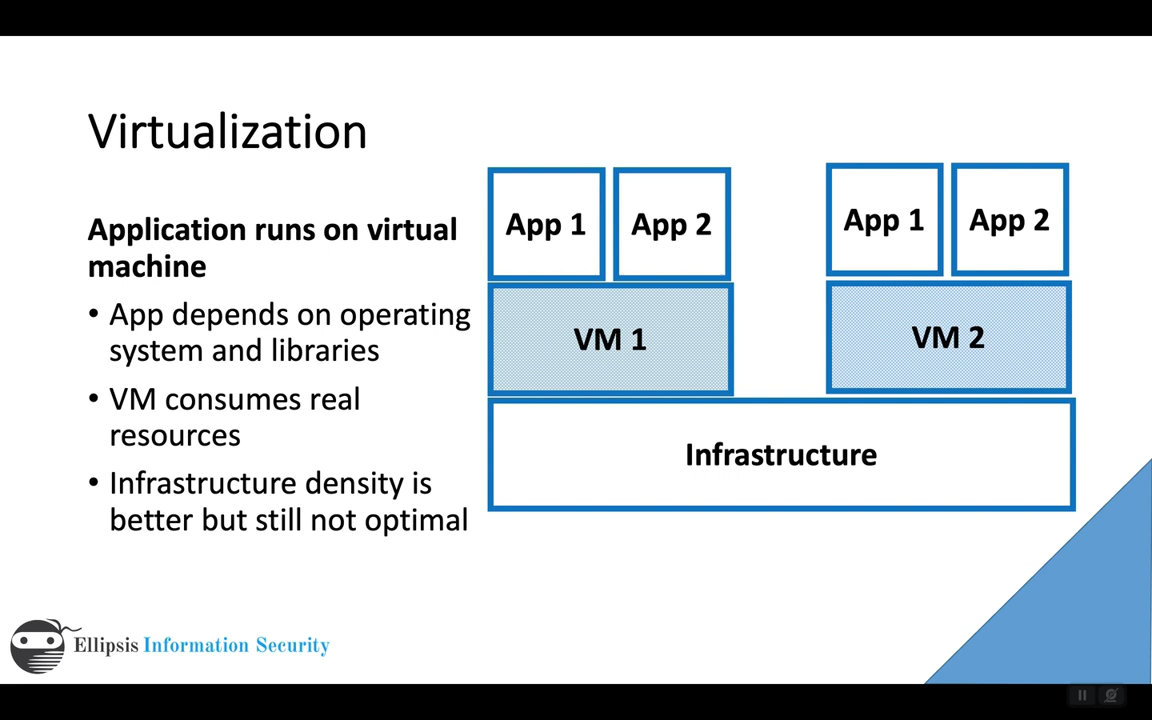 Virtualization
Application runs on virtual
machine
• App depends on operating
system and libraries
• VM consumes real
resources
• Infrastructure density is
better but still not optimal
App 1
App 2
VM 1
App 1
App 2
VM 2
Infrastructure
Ellipsis Information Security